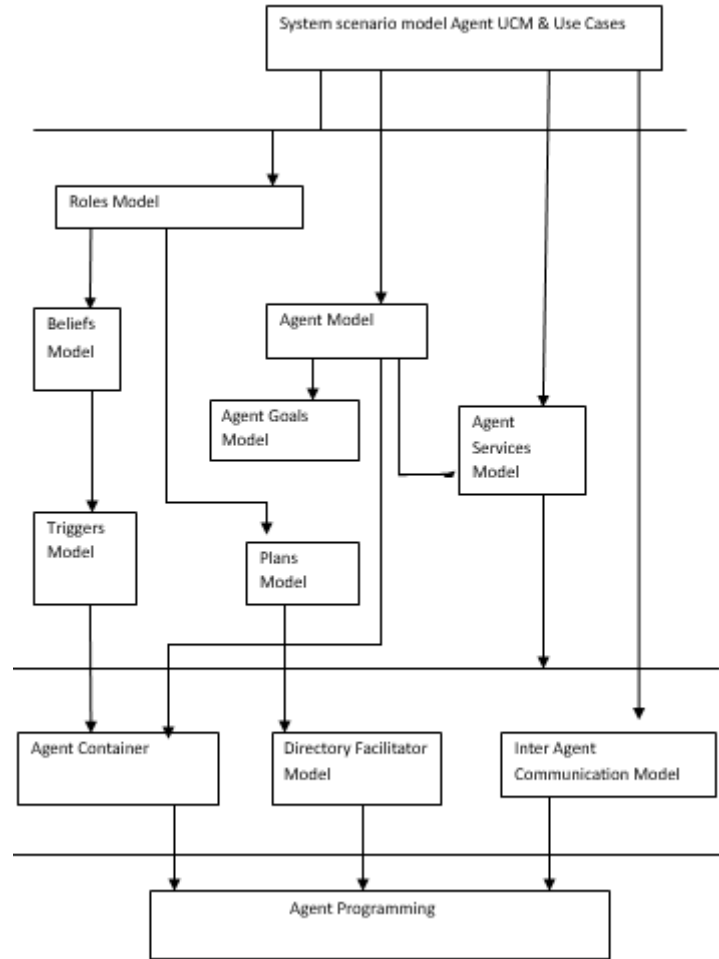 System scenario model Agent UCM & Use Cases
Roles Model
Beliefs
Model
Agent Model
Agent Goals
Model
Agent
Services
Model
Triggers
Model
Plans
Model
Agent Container
Directory Facilitator
Model
Inter Agent
Communication Model
Agent Programming